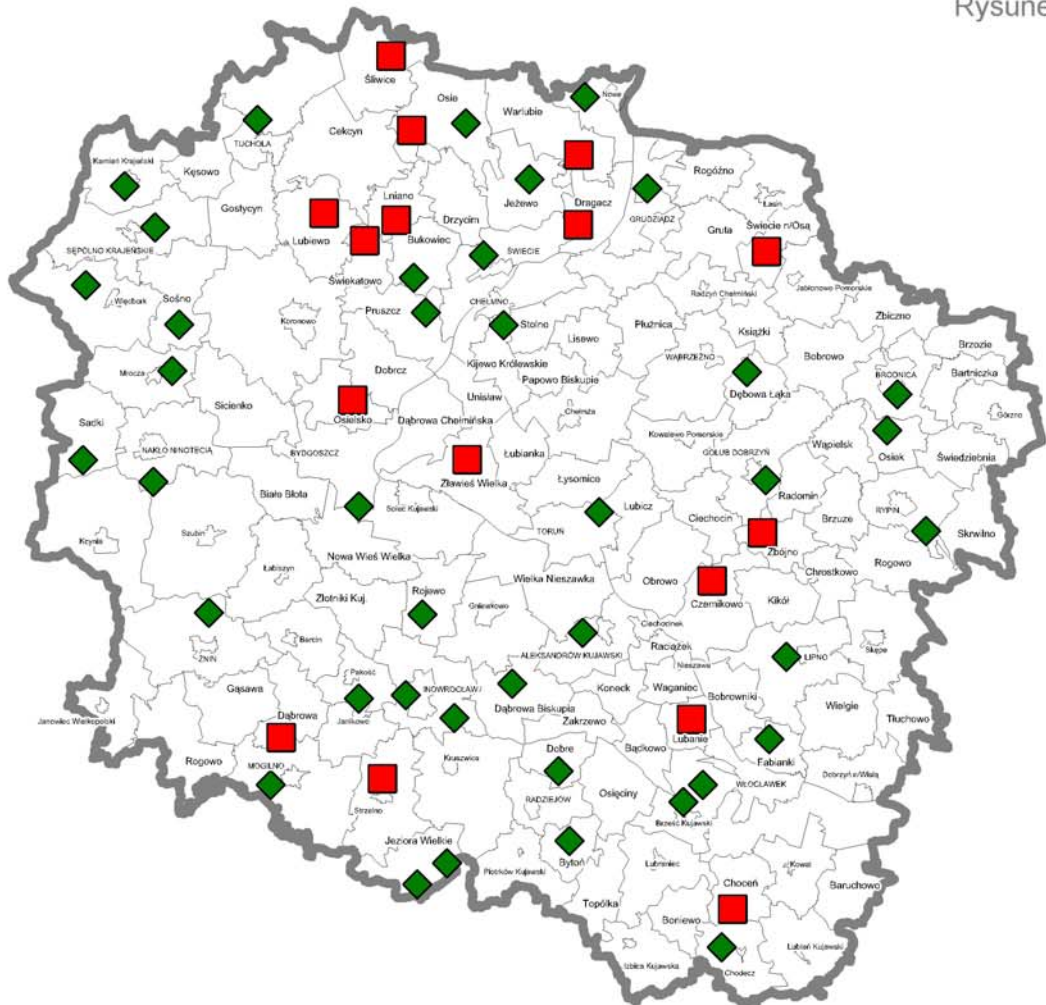 Rysune
Śliwice
Osie
Warlubie
Nowe
Cekcyn
TUCHOLA
Kamień Krajeński
Kęsowo
Rogóźno
Łasin
Gostycyn
Lniano
Drzycim
Jeżewo
Dragacz
GRUDZIĄDZ
Gruta
Świecie n/Osą
Lubiewo
Bukowiec
ŚWIECIE
SĘPÓLNO KRAJEŃSKIE
Świekatowo
Radzyń Chełmiński
Jabłonowo Pomorskie
Więcbork
Sośno
Koronowo
Pruszcz
CHEŁMNO
Stolno
Płużnica
Książki
Zbiczno
Lisewo
Bobrowo
Brzozie
Kijewo Królewskie
WĄBRZEŹNO
Mrocza
Dobrcz
Papowo Biskupie
Dębowa Łąka
BRODNICA
Bartniczka
Unisław
Sicienko
Chełmża
Górzno
Sadki
Osielsko
Dąbrowa Chełmińska
Kowalewo Pomorskie
Wąpielsk
NAKŁO N/NOTECIĄ
BYDGOSZCZ
Łubianka
GOLUB DOBRZYŃ
Osiek
Świedziebnia
Zławieś Wielka
Łysomice
Radomin
Białe Błota
Solec Kujawski
Lubicz
Ciechocin
Brzuze
RYPIN
Kcynia
Szubin
TORUŃ
Skrwilno
Zbójno
Nowa Wieś Wielka
Rogowo
Łabiszyn
Wielka Nieszawka
Obrowo
Chrostkowo
Złotniki Kuj.
Rojewo
Czernikowo
Kikół
Gniewkowo
Ciechocinek
Barcin
Raciążek
Skępe
ŻNIN
ALEKSANDRÓW KUJAWSKI
LIPNO
Nieszawa
Pakość
Gąsawa
INOWROCŁAW
Koneck
Waganiec
Bobrowniki
Wielgie
Dąbrowa
Janikowo
Dąbrowa Biskupia
Tłuchowo
Janowiec Wielkopolski
Zakrzewo
Lubanie
Rogowo
MOGILNO
Kruszwica
Dobre
Bądkowo
Fabianki
Dobrzyń n/Wisłą
WŁOCŁAWEK
RADZIEJÓW
Osięciny
Strzelno
Brześć Kujawski
Jeziora Wielkie
Bytoń
Lubraniec
Kowal
Piotrków Kujawski
Choceń
Baruchowo
Topólka
Boniewo
Lubień Kujawski
Izbica Kujawska
Chodecz